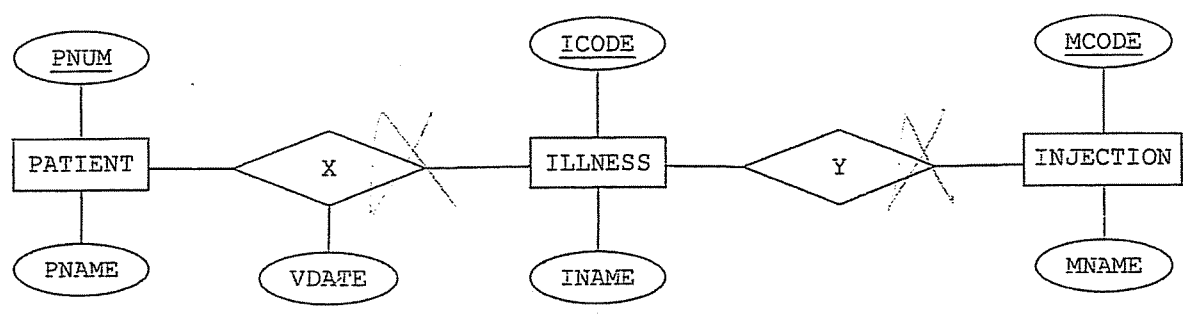 PNUM ICODE MCODE
PATIENT X ILLNESS Y INJECTION
PNAME VDATE INAME MNAME